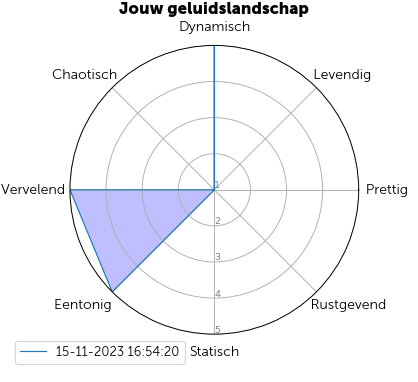 Jouw geluidslandschap
Dynamisch
Chaotisch
Levendig
Vervelend
1
Prettig
2
3
4
Eentonig
Rustgevend
5
15-11-2023 16:54:20
Statisch